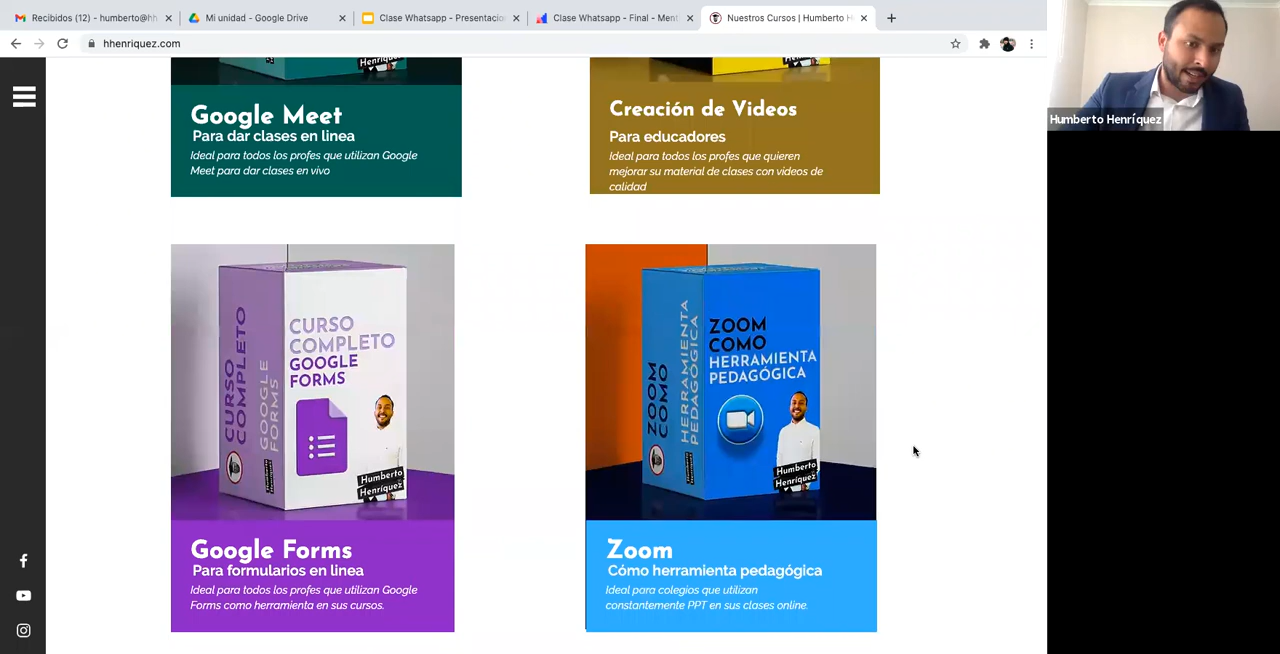 Recibidos (12) - humberto@hh
Mi unidad - Google Drive
Clase Whatsapp - Presentacio
Clase Whatsapp - Final - Ment
Nuestros Cursos | Humberto H
hhenriquez.com
Humberto Henríquez
Google Meet
Para dar clases en linea
Ideal para todos los profes que utilizan Google
Meet para dar clases en vivo
Henríquez
Creación de Videos
Para educadores
Ideal para todos los profes que quieren
mejorar su material de clases con videos de
calidad
CURSO
COMPLETO
GOOGLE
FORMS
CURSO
COMPLETO
GOOGLE
FORMS
Humberto
Henríquez
Google Forms
Para formularios en linea
Ideal para todos los profes que utilizan Google
Forms como herramienta en sus cursos.
ZOOM
COMO
HERRAMIENTA
PEDAGÓGICA
ZOOM
COMO
HERRAMIENTA
PEDAGÓGICA
Humberto
Henríquez
Zoom
Cómo herramienta pedagógica
Ideal para colegios que utilizan
constantemente PPT en sus clases online.